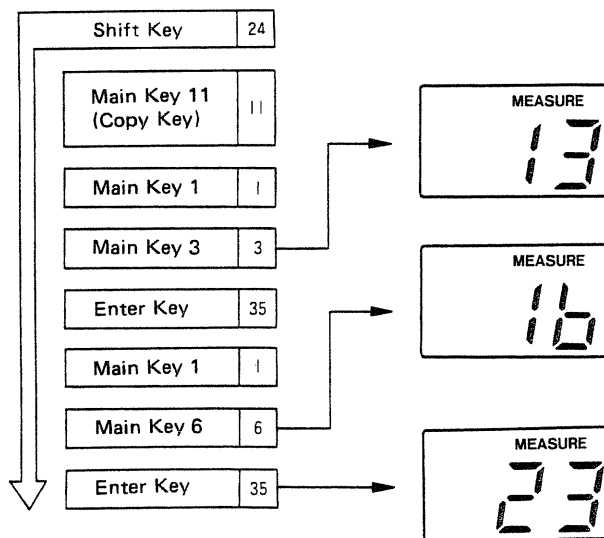 Shift Key 24
Main Key 11 11
(Copy Key)
MEASURE
13
Main Key 1 1
Main Key 3 3
MEASURE
16
Enter Key 35
Main Key 1 1
Main Key 6 6
MEASURE
23
Enter Key 35